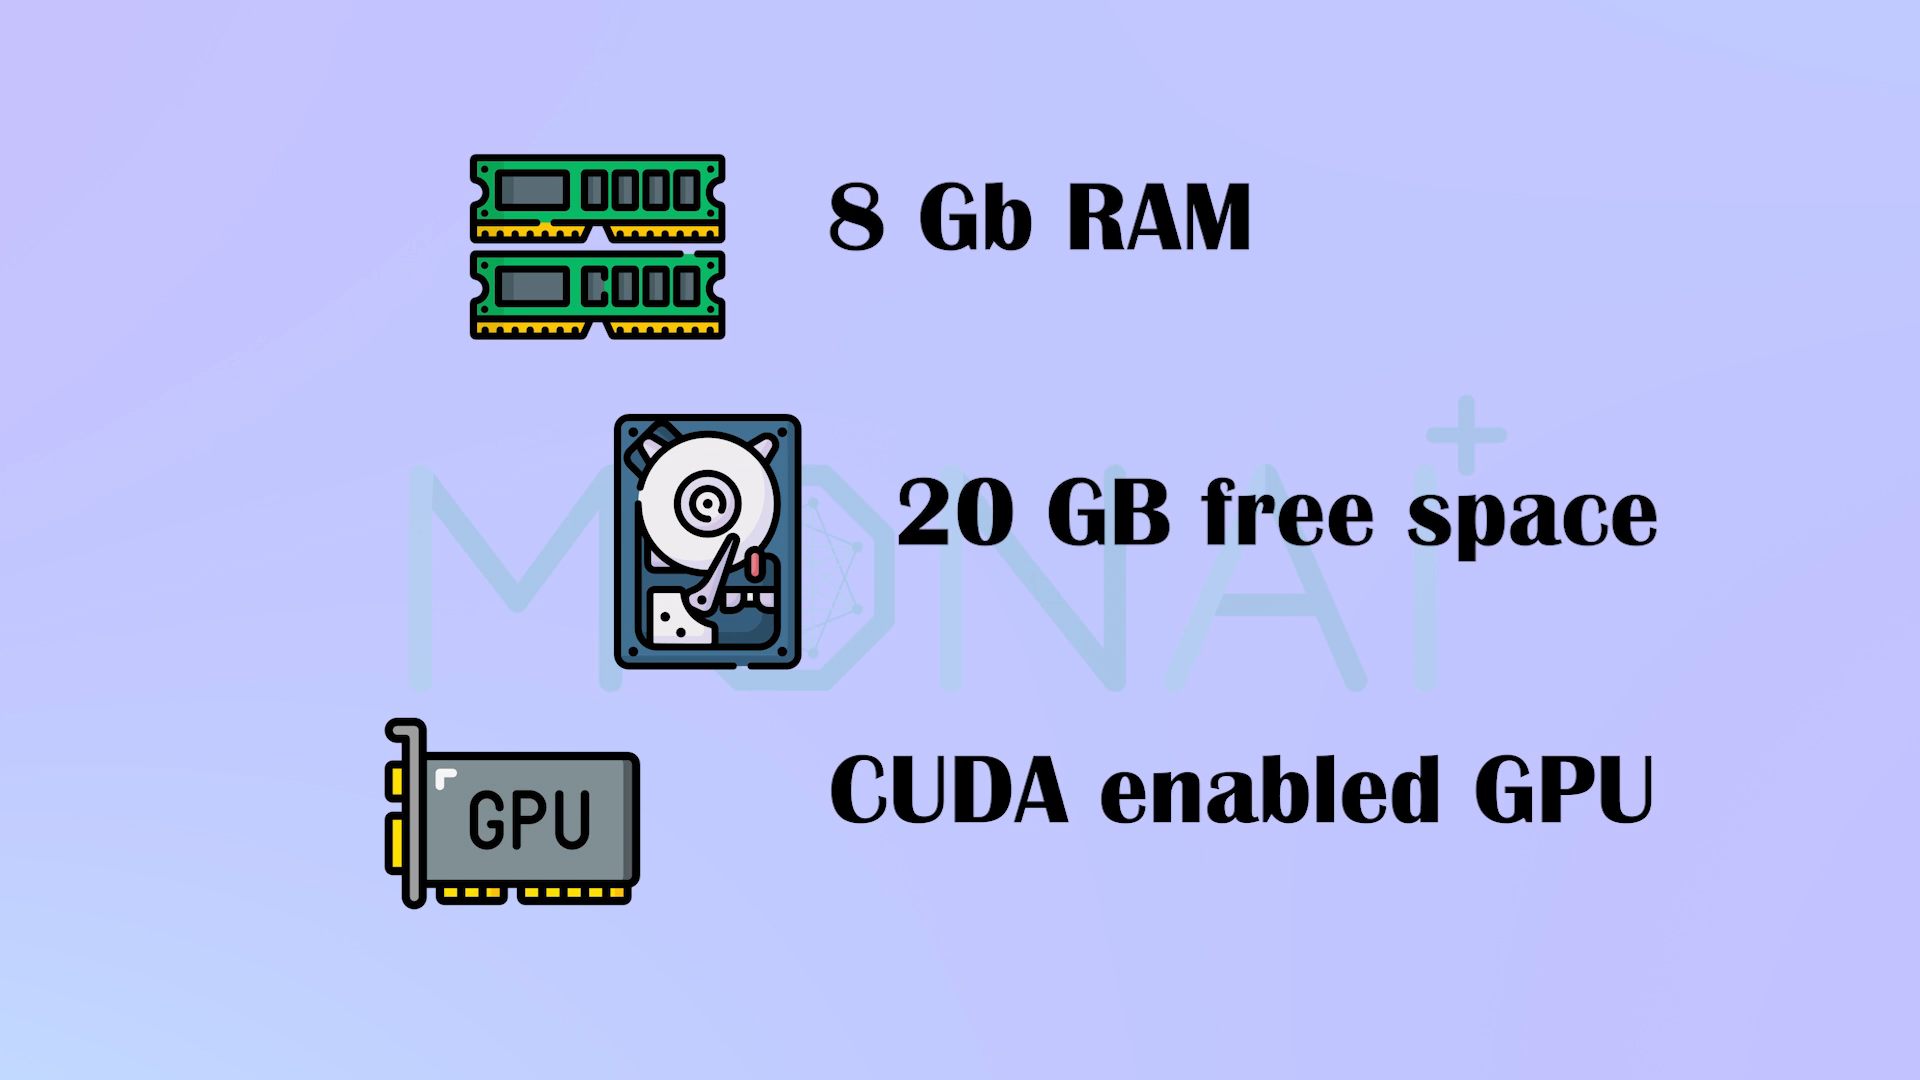 8 Gb RAM
20 GB free space
MONAI
GPU
CUDA enabled GPU